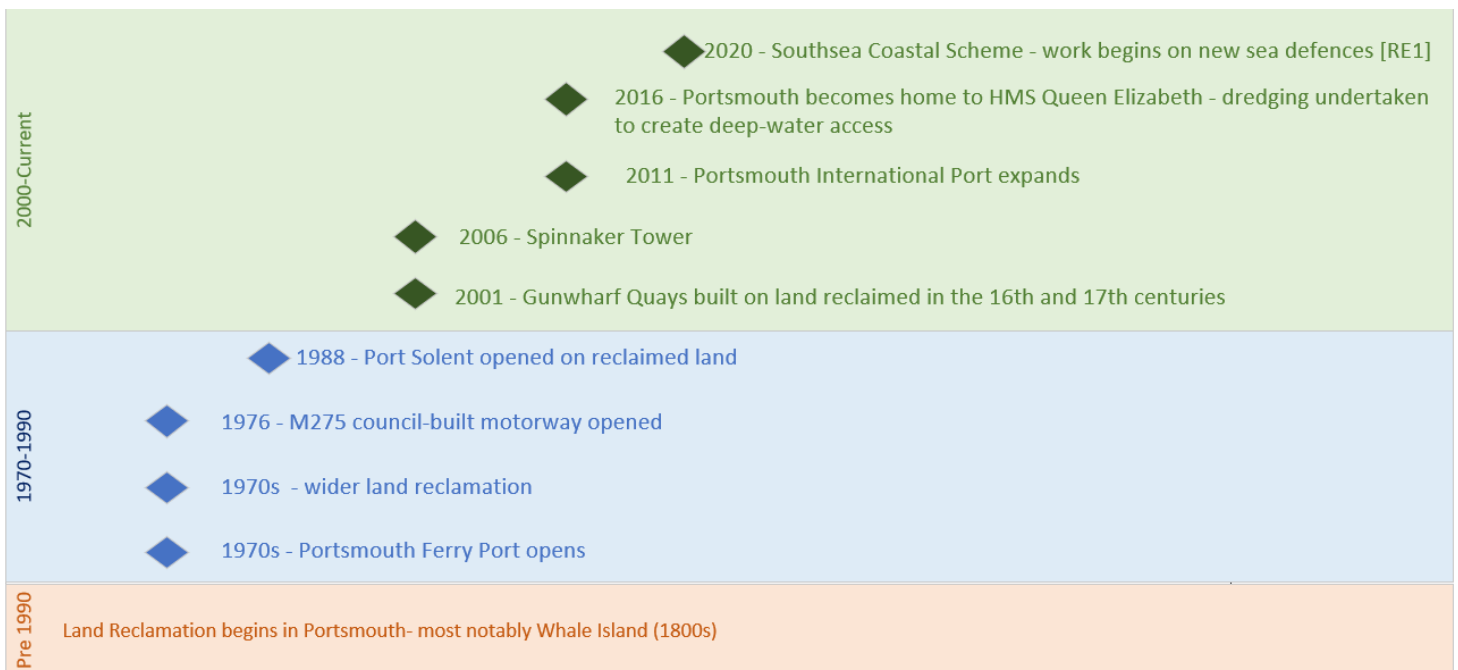 2000-Current
2020 - Southsea Coastal Scheme - work begins on new sea defences [RE1]
2016 - Portsmouth becomes home to HMS Queen Elizabeth - dredging undertaken
to create deep-water access
2011 - Portsmouth International Port expands
2006 - Spinnaker Tower
2001 - Gunwharf Quays built on land reclaimed in the 16th and 17th centuries
1970-1990
1988 - Port Solent opened on reclaimed land
1976 - M275 council-built motorway opened
1970s  - wider land reclamation
1970s - Portsmouth Ferry Port opens
Pre 1990
Land Reclamation begins in Portsmouth- most notably Whale Island (1800s)